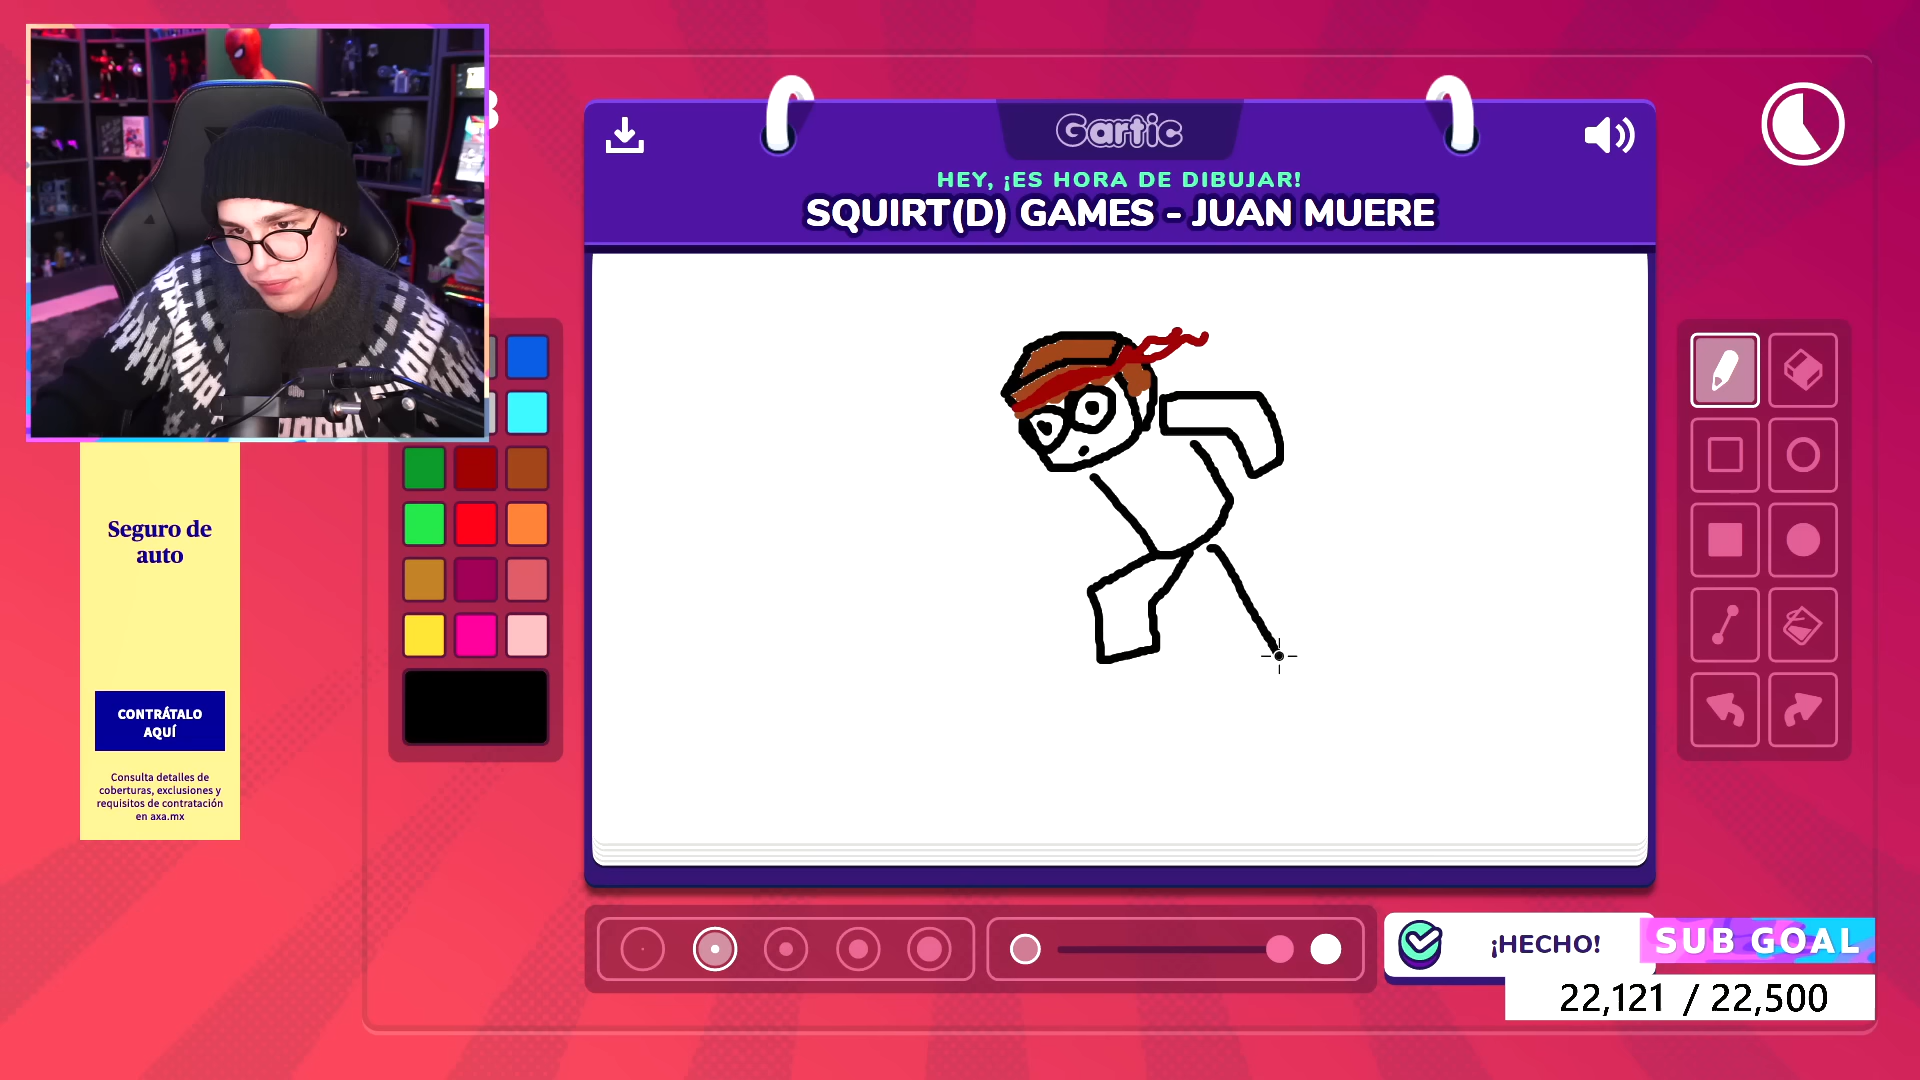 Gartic
HEY, ¡ES HORA DE DIBUJAR!
SQUIRT(D) GAMES - JUAN MUERE
Seguro de
auto
CONTRÁTALO
AQUÍ
Consulta detalles de
coberturas, exclusiones y
requisitos de contratación
en axa.mx
¡HECHO!
SUB GOAL
22,121 / 22,500